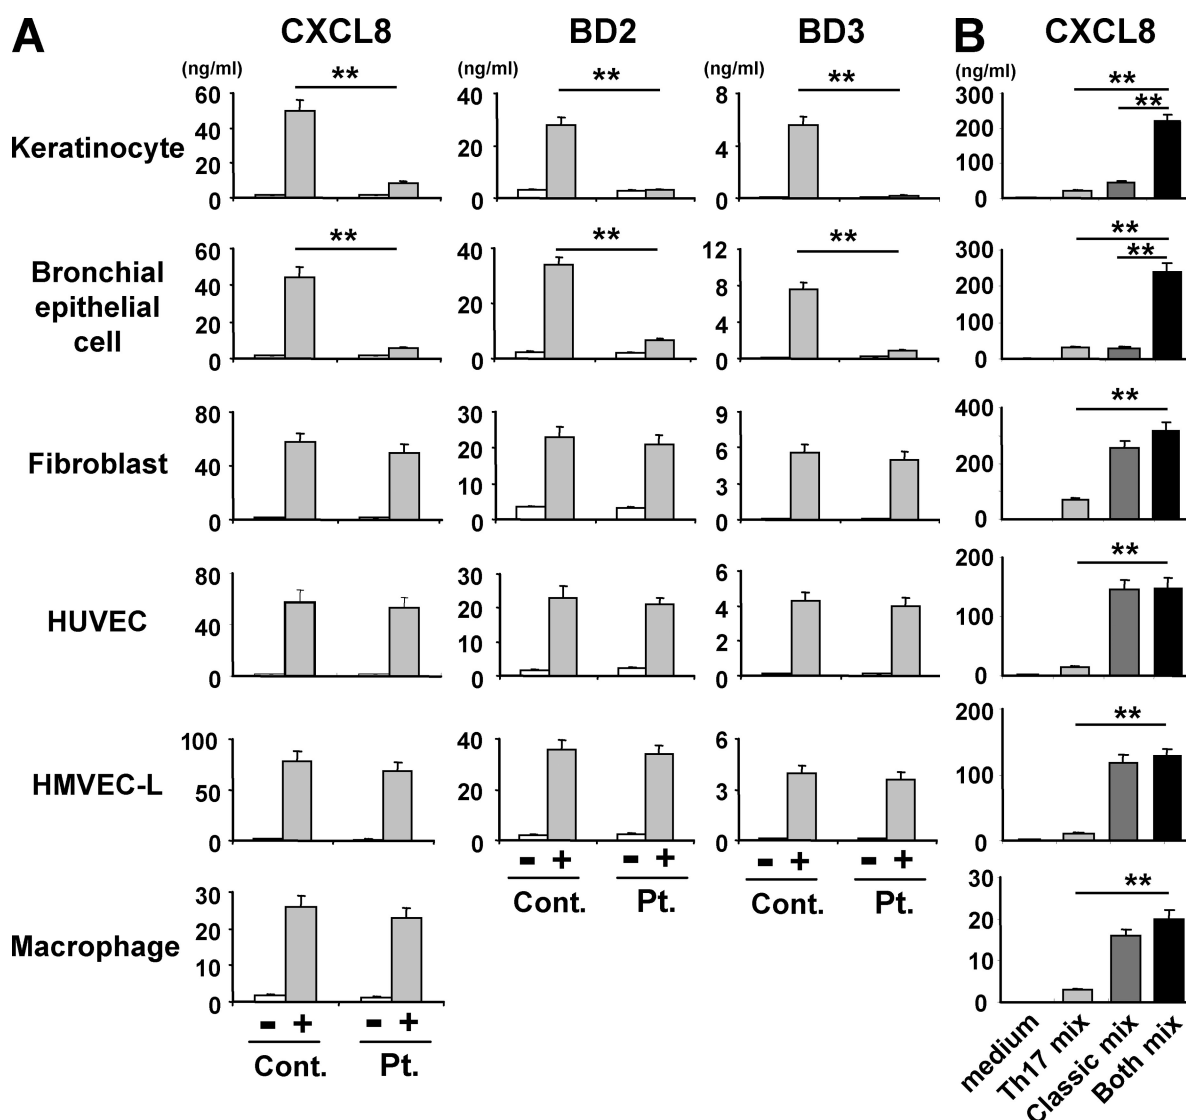 A CXCL8 BD2 BD3 B CXCL8
(ng/ml) (ng/ml) (ng/ml) (ng/ml)
Keratinocyte
60 40 20 0 **
40 20 0 **
8 4 0 **
300 200 100 0 ** **
Bronchial
epithelial
cell
60 40 20 0 **
40 20 0 **
12 8 4 0 **
300 200 100 0 ** **
Fibroblast
80 40 0
30 20 10 0
9 6 3 0
400 200 0 **
HUVEC
80 40 0
30 20 10 0
6 4 2 0
200 100 0 **
HMVEC-L
100 50 0
40 20 0
6 3 0
200 100 0 **
- + - +
Cont. Pt.
- + - +
Cont. Pt.
Macrophage
30 20 10 0
30 20 10 0 **
- + - +
Cont. Pt.
medium Th17 mix Classic mix Both mix